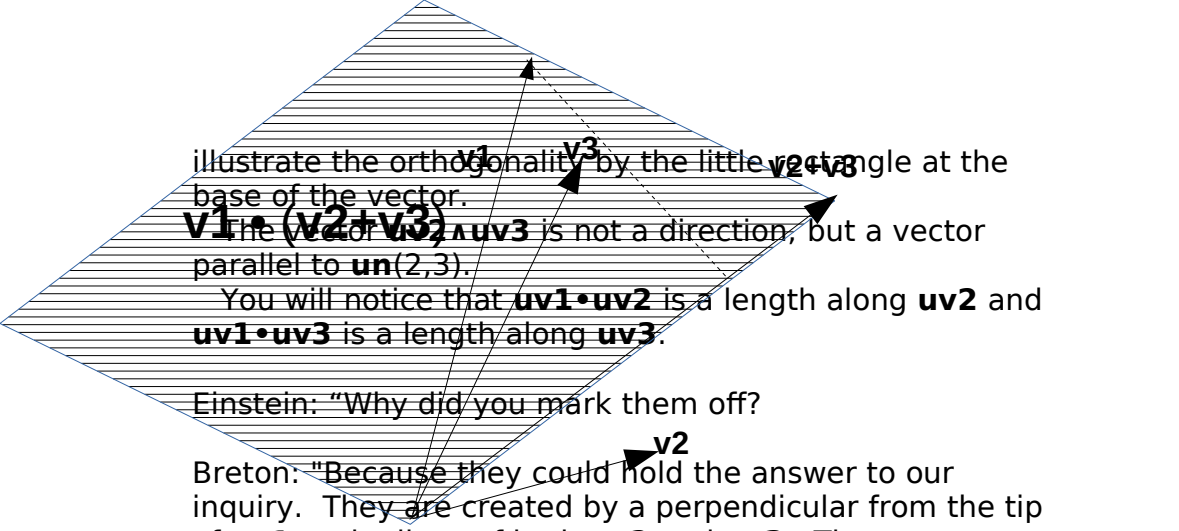 v1
v3
illustrate the orthogonality by the little rectangle at the
v2+v3
base of the vector.
v1 • (v2+v3)
The vector uv2∧uv3 is not a direction, but a vector
parallel to un(2,3).
You will notice that uv1•uv2 is a length along uv2 and
uv1•uv3 is a length along uv3.
Einstein: “Why did you mark them off?
v2
Breton: "Because they could hold the answer to our
inquiry.  They are created by a perpendicular from the tip